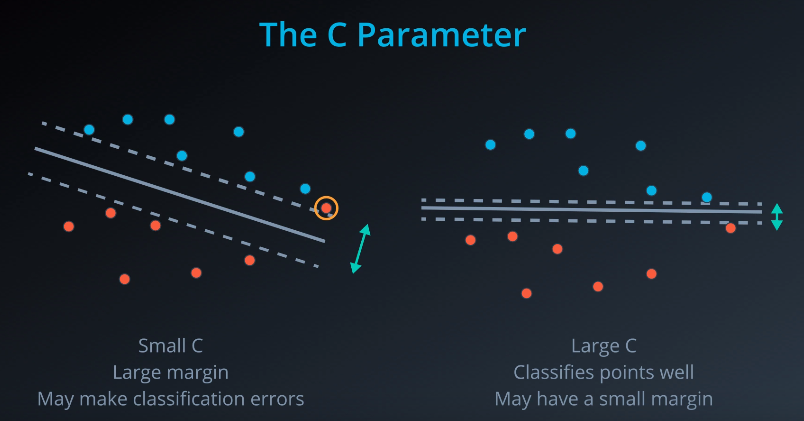 The C Parameter
Small C
Large margin
May make classification errors
Large C
Classifies points well
May have a small margin